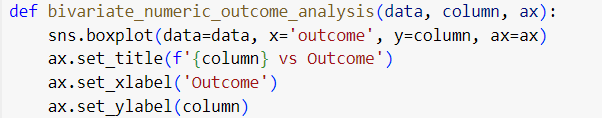 def bivariate_numeric_outcome_analysis(data, column, ax):
    sns.boxplot(data=data, x='outcome', y=column, ax=ax)
    ax.set_title(f'{column} vs Outcome')
    ax.set_xlabel('Outcome')
    ax.set_ylabel(column)